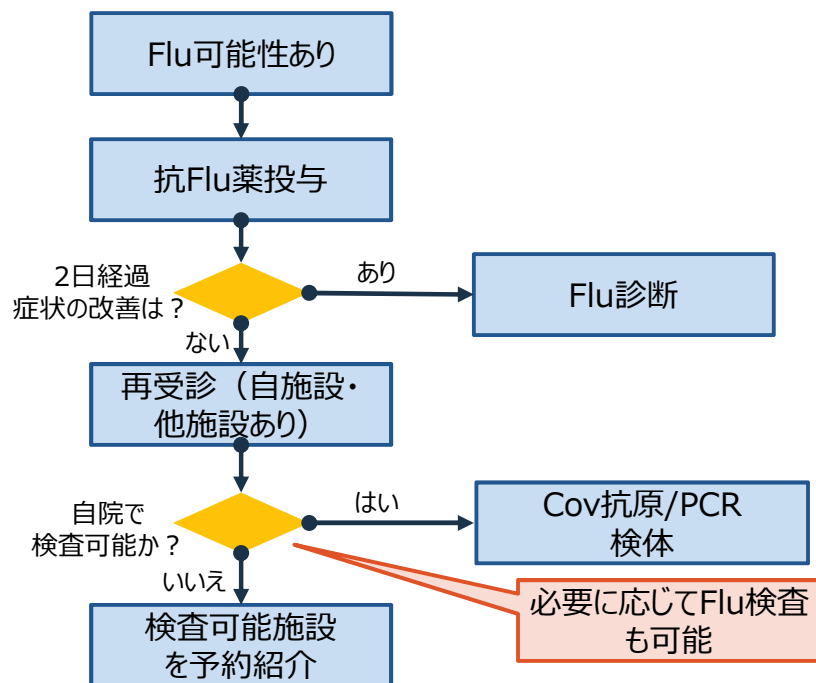 Flu可能性あり
抗Flu薬投与
2日経過
症状の改善は？
あり
Flu診断
ない
再受診（自施設・
他施設あり）
自院で
検査可能か？
はい
Cov抗原/PCR
検体
いいえ
必要に応じてFlu検査
も可能
検査可能施設
を予約紹介